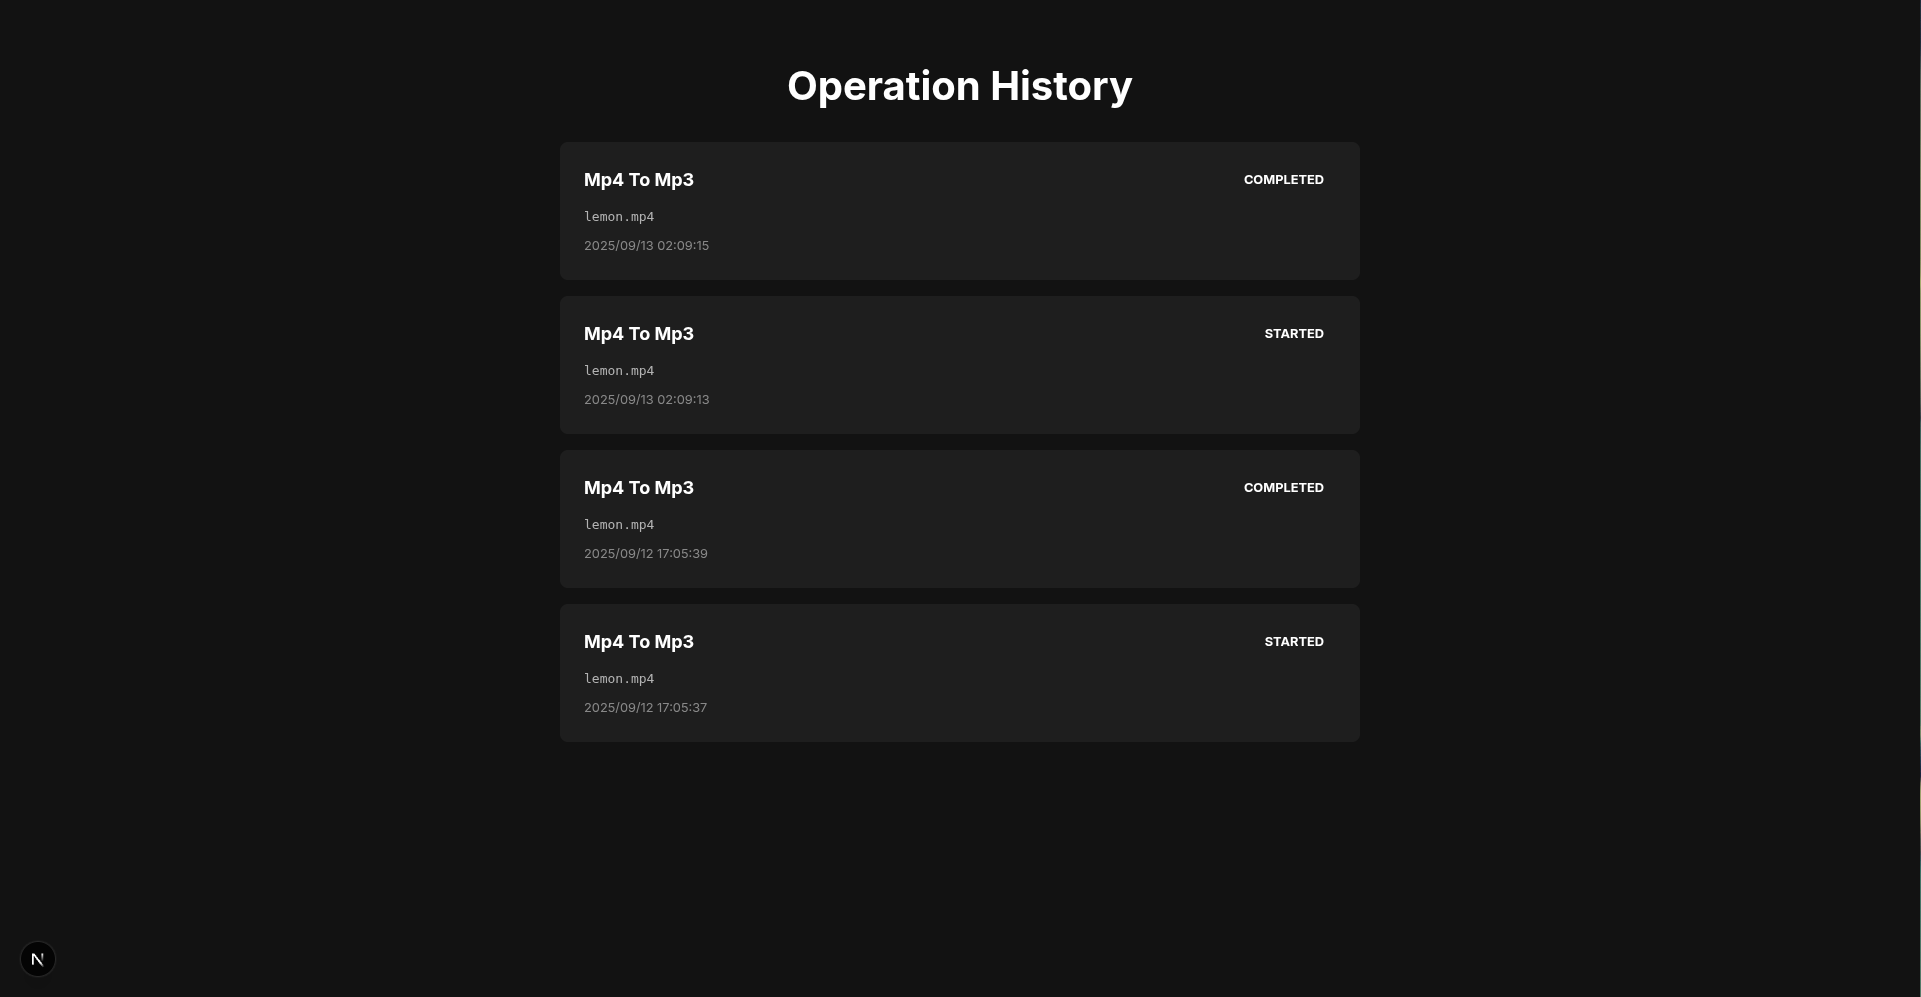 Operation History
Mp4 To Mp3
COMPLETED
lemon.mp4
2025/09/13 02:09:15
Mp4 To Mp3
STARTED
lemon.mp4
2025/09/13 02:09:13
Mp4 To Mp3
COMPLETED
lemon.mp4
2025/09/12 17:05:39
Mp4 To Mp3
STARTED
lemon.mp4
2025/09/12 17:05:37
N